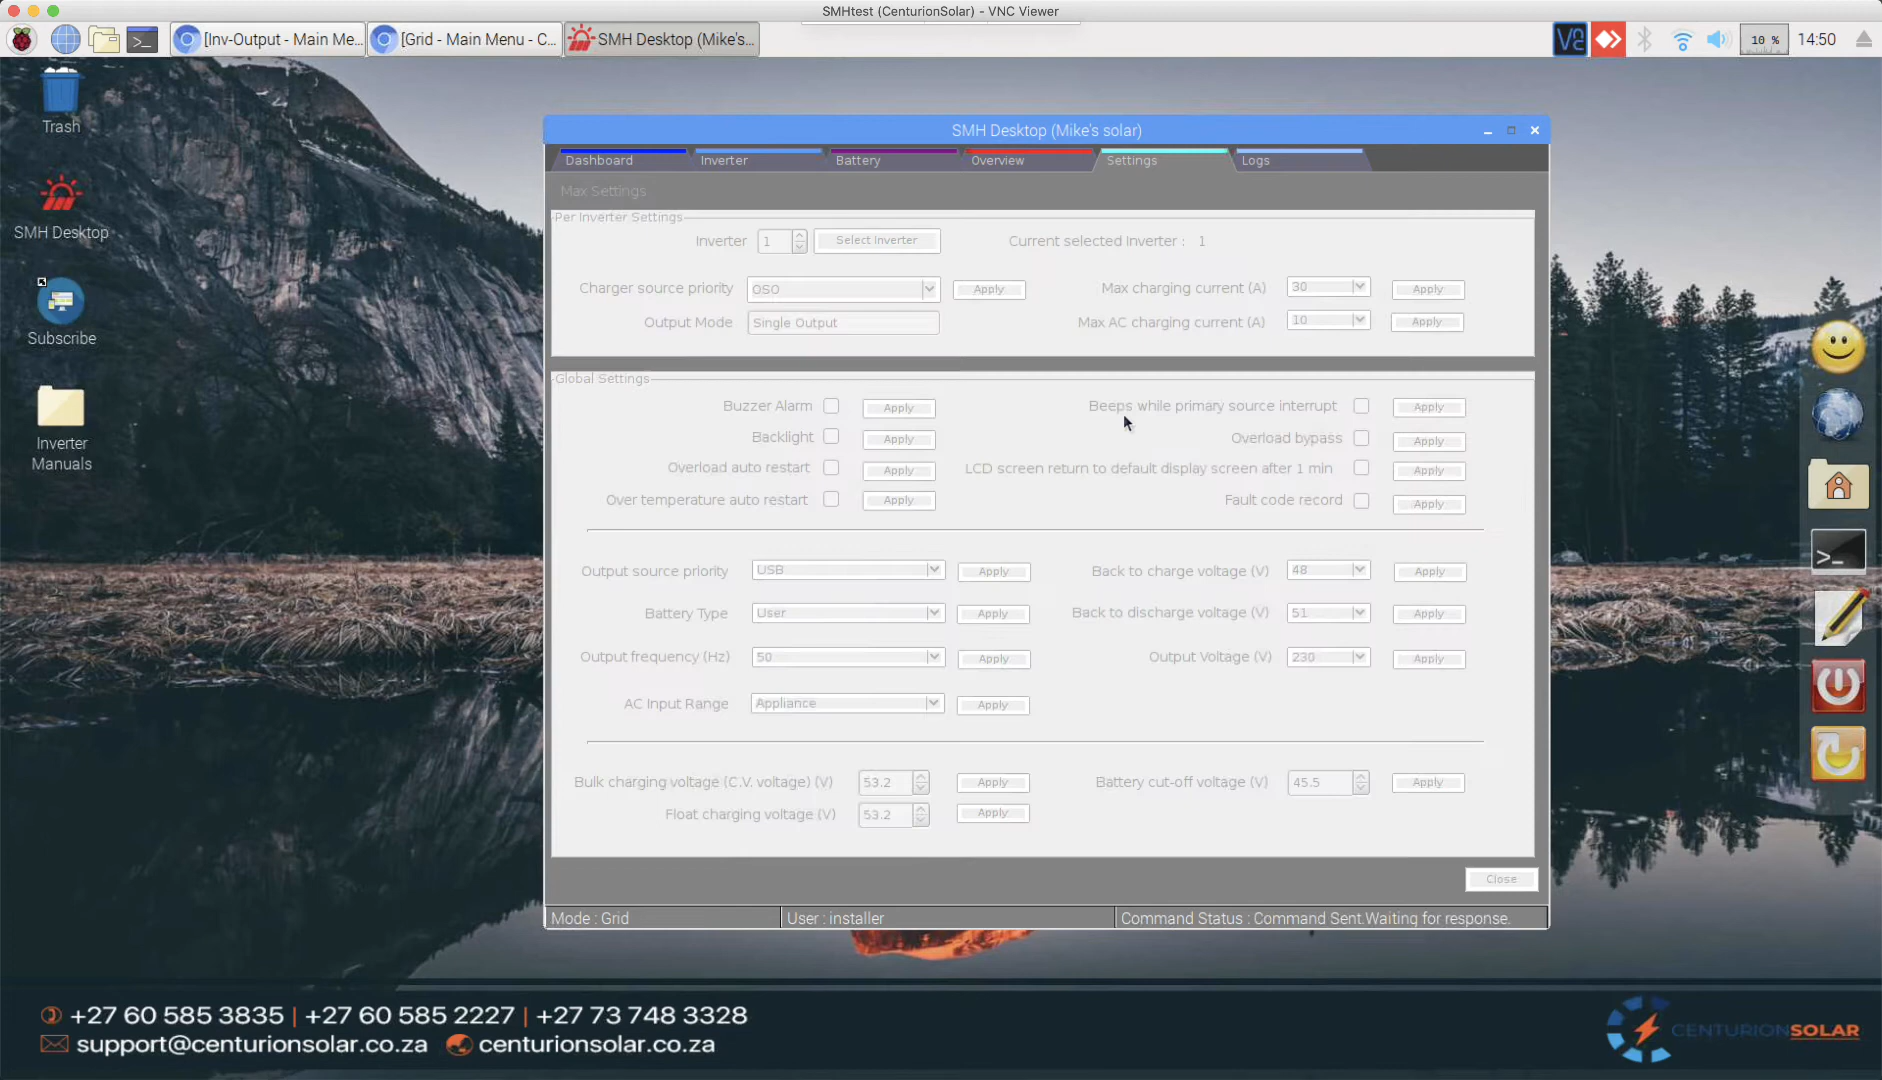 SMHtest (CenturionSolar) - VNC Viewer
[Inv-Output - Main Me...
[Grid - Main Menu - C...
SMH Desktop (Mike's...
10 %
14:50
Trash
SMH Desktop
Subscribe
Inverter
Manuals
SMH Desktop (Mike's solar)
Dashboard Inverter Battery Overview Settings Logs
Max Settings
Per Inverter Settings
Inverter 1 Select Inverter Current selected Inverter : 1
Charger source priority OSO Apply Max charging current (A) 30 Apply
Output Mode Single Output Max AC charging current (A) 10 Apply
Global Settings
Buzzer Alarm Apply Beeps while primary source interrupt Apply
Backlight Apply Overload bypass Apply
Overload auto restart Apply LCD screen return to default display screen after 1 min Apply
Over temperature auto restart Apply Fault code record Apply
Output source priority USB Apply Back to charge voltage (V) 48 Apply
Battery Type User Apply Back to discharge voltage (V) 51 Apply
Output frequency (Hz) 50 Apply Output Voltage (V) 230 Apply
AC Input Range Appliance Apply
Bulk charging voltage (C.V. voltage) (V) 53.2 Apply Battery cut-off voltage (V) 45.5 Apply
Float charging voltage (V) 53.2 Apply
Close
Mode : Grid User : installer Command Status : Command Sent.Waiting for response.
+27 60 585 3835 | +27 60 585 2227 | +27 73 748 3328
support@centurionsolar.co.za centurionsolar.co.za
CENTURIONSOLAR